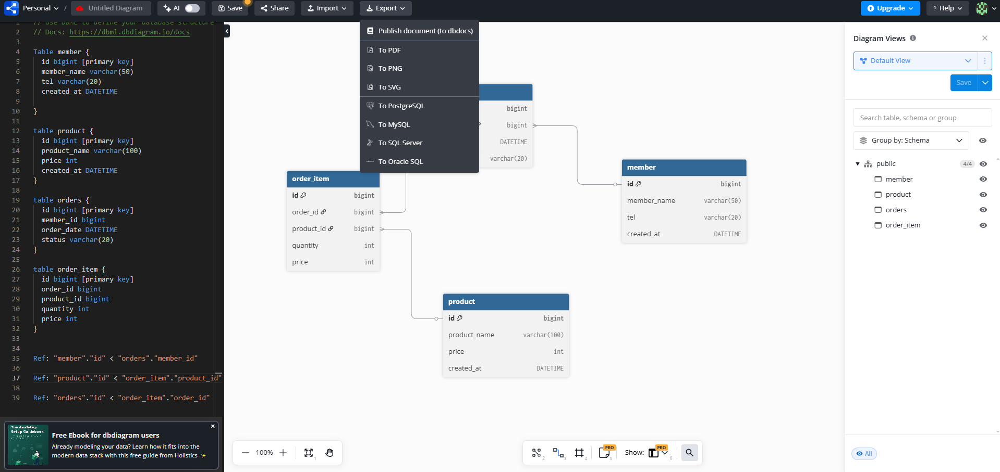 Personal / Untitled Diagram AI Save Share Import Export Upgrade ? Help
1 // Use DBML to define your database structure
2 // Docs: https://dbml.dbdiagram.io/docs
3
4 Table member {
5 id bigint [primary key]
6 member_name varchar(50)
7 tel varchar(20)
8 created_at DATETIME
9
10 }
11
12 table product {
13 id bigint [primary key]
14 product_name varchar(100)
15 price int
16 created_at DATETIME
17 }
18
19 table orders {
20 id bigint [primary key]
21 member_id bigint
22 order_date DATETIME
23 status varchar(20)
24 }
25
26 table order_item {
27 id bigint [primary key]
28 order_id bigint
29 product_id bigint
30 quantity int
31 price int
32 }
33
34
35 Ref: "member"."id" < "orders"."member_id"
36
37 Ref: "product"."id" < "order_item"."product_id"
38
39 Ref: "orders"."id" < "order_item"."order_id"
The Analytics
Setup Guidebook
Free Ebook for dbdiagram users
Already modeling your data? Learn how it fits into the
modern data stack with this free guide from Holistics ✨
Publish document (to dbdocs)
To PDF
To PNG
To SVG
To PostgreSQL
To MySQL
To SQL Server
To Oracle SQL
bigint
bigint
DATETIME
varchar(20)
order_item
id bigint
order_id bigint
product_id bigint
quantity int
price int
member
id bigint
member_name varchar(50)
tel varchar(20)
created_at DATETIME
product
id bigint
product_name varchar(100)
price int
created_at DATETIME
100% 1
2 3 4 PRO 5 Show: PRO 6
Diagram Views
Default View
Save
Search table, schema or group
Group by: Schema
public 4/4
member
product
orders
order_item
All